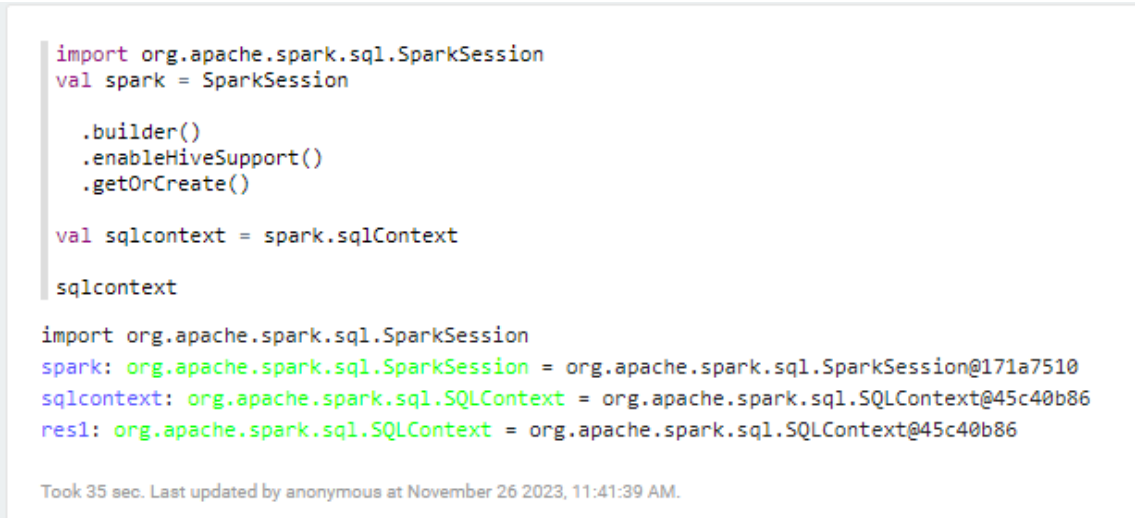 import org.apache.spark.sql.SparkSession
val spark = SparkSession
.builder()
.enableHiveSupport()
.getOrCreate()
val sqlcontext = spark.sqlContext
sqlcontext
import org.apache.spark.sql.SparkSession
spark: org.apache.spark.sql.SparkSession = org.apache.spark.sql.SparkSession@171a7510
sqlcontext: org.apache.spark.sql.SQLContext = org.apache.spark.sql.SQLContext@45c40b86
res1: org.apache.spark.sql.SQLContext = org.apache.spark.sql.SQLContext@45c40b86
Took 35 sec. Last updated by anonymous at November 26 2023, 11:41:39 AM.